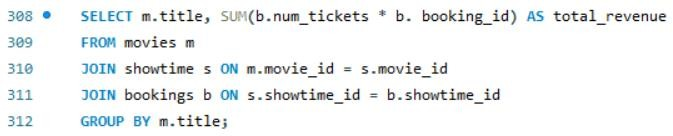 308 SELECT m.title, SUM(b.num_tickets * b. booking_id) AS total_revenue
309 FROM movies m
310 JOIN showtime s ON m.movie_id = s.movie_id
311 JOIN bookings b ON s.showtime_id = b.showtime_id
312 GROUP BY m.title;